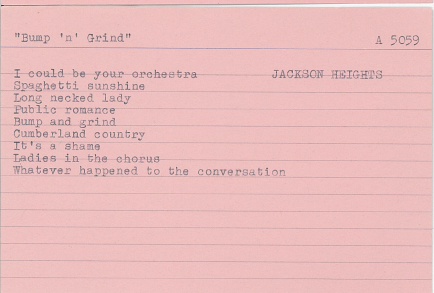 "Bump 'n' Grind" A 5059
I could be your orchestra JACKSON HEIGHTS
Spaghetti sunshine
Long necked lady
Public romance
Bump and grind
Cumberland country
It's a shame
Ladies in the chorus
Whatever happened to the conversation